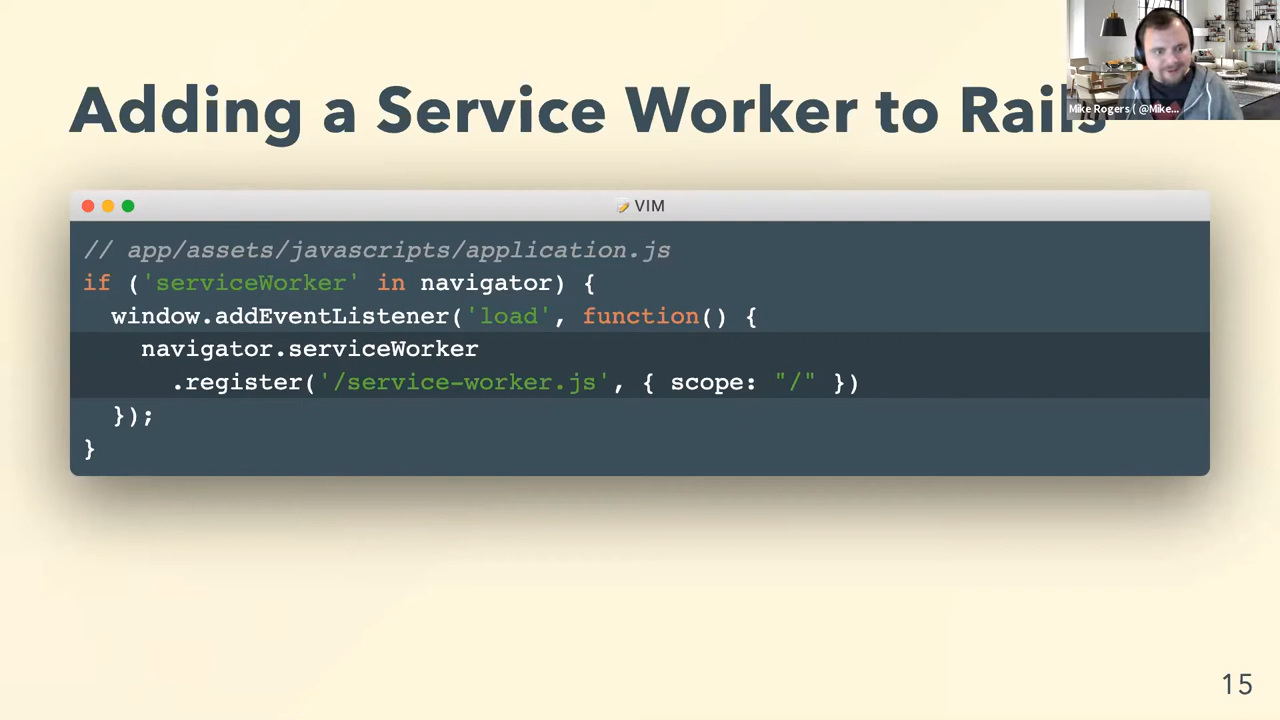 Adding a Service Worker to Rails
Mike Rogers ( @Mike...
VIM
// app/assets/javascripts/application.js
if ('serviceWorker' in navigator) {
  window.addEventListener('load', function() {
    navigator.serviceWorker
      .register('/service-worker.js', { scope: "/" })
  });
}
15